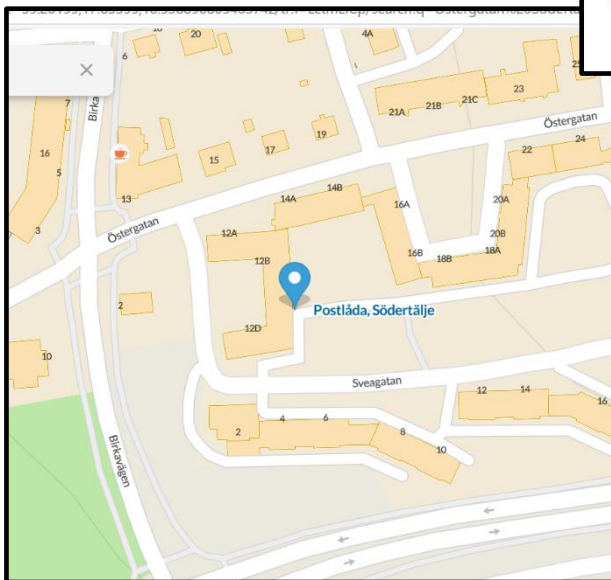 18
20
6
4A
7
Birkav
21A
21B
21C
23
25
16
5
15
17
19
Östergatan
22
24
13
3
Östergatan
14A
14B
16A
20A
12A
12B
16B
18B
18A
20B
2
Postlåda, Södertälje
12D
10
Sveagatan
12
14
16
2
4
6
8
10
Birkavägen